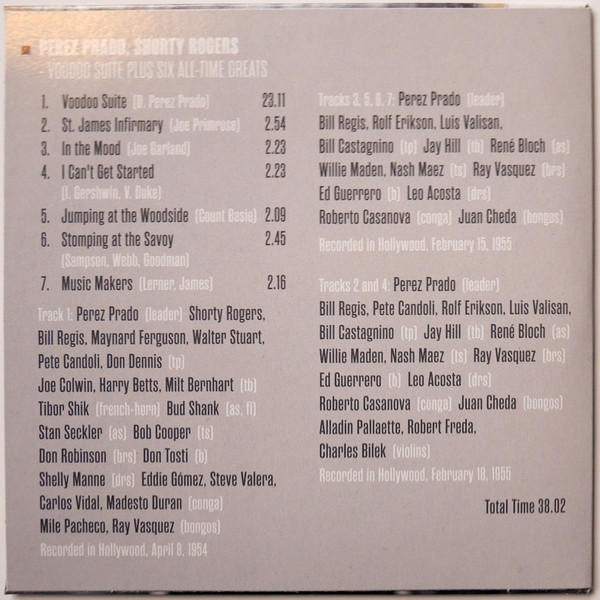 PEREZ PRADO, SHORTY ROGERS
- VOODOO SUITE PLUS SIX ALL-TIME GREATS
1. Voodoo Suite (D. Perez Prado) 23.11
2. St. James Infirmary (Joe Primrose) 2.54
3. In the Mood (Joe Garland) 2.23
4. I Can't Get Started 2.23
(I. Gershwin, V. Duke)
5. Jumping at the Woodside (Count Basie) 2.09
6. Stomping at the Savoy 2.45
(Sampson, Webb, Goodman)
7. Music Makers (Lerner, James) 2.16
Track 1: Perez Prado (leader) Shorty Rogers,
Bill Regis, Maynard Ferguson, Walter Stuart,
Pete Candoli, Don Dennis (tp)
Joe Colwin, Harry Betts, Milt Bernhart (tb)
Tibor Shik (french-horn) Bud Shank (as, fl)
Stan Seckler (as) Bob Cooper (ts)
Don Robinson (brs) Don Tosti (b)
Shelly Manne (drs) Eddie Gómez, Steve Valera,
Carlos Vidal, Madesto Duran (conga)
Mile Pacheco, Ray Vasquez (bongos)
Recorded in Hollywood, April 8, 1954
Tracks 3, 5, 6, 7: Perez Prado (leader)
Bill Regis, Rolf Erikson, Luis Valisan,
Bill Castagnino (tp) Jay Hill (tb) René Bloch (as)
Willie Maden, Nash Maez (ts) Ray Vasquez (brs)
Ed Guerrero (b) Leo Acosta (drs)
Roberto Casanova (conga) Juan Cheda (bongos)
Recorded in Hollywood, February 15, 1955
Tracks 2 and 4: Perez Prado (leader)
Bill Regis, Pete Candoli, Rolf Erikson, Luis Valisan,
Bill Castagnino (tp) Jay Hill (tb) René Bloch (as)
Willie Maden, Nash Maez (ts) Ray Vasquez (brs)
Ed Guerrero (b) Leo Acosta (drs)
Roberto Casanova (conga) Juan Cheda (bongos)
Alladin Pallaette, Robert Freda,
Charles Bilek (violins)
Recorded in Hollywood, February 18, 1955
Total Time 38.02